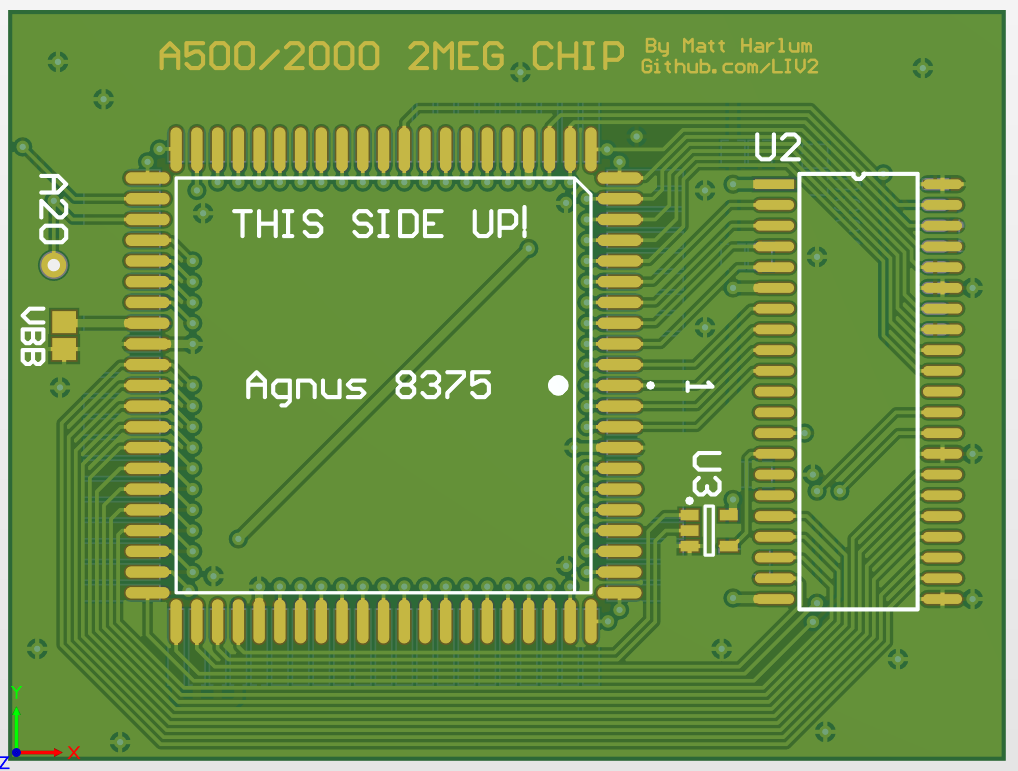 A500/2000 2MEG CHIP
By Matt Harlum
Github.com/LIV2
U2
A20
THIS SIDE UP!
VBB
Agnus 8375
1
U3
Y
X
Z